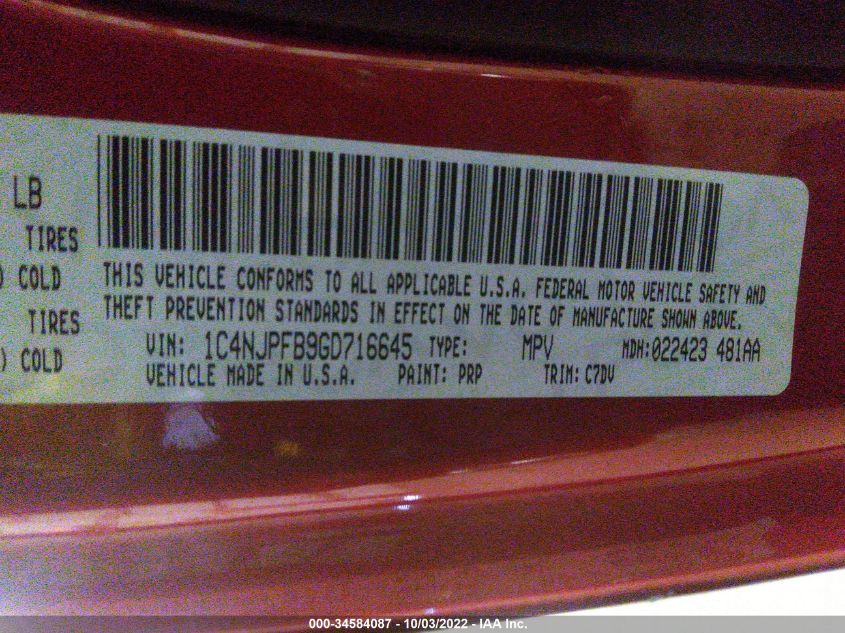 LB
TIRES
) COLD
TIRES
) COLD
THIS VEHICLE CONFORMS TO ALL APPLICABLE U.S.A. FEDERAL MOTOR VEHICLE SAFETY AND
THEFT PREVENTION STANDARDS IN EFFECT ON THE DATE OF MANUFACTURE SHOWN ABOVE.
VIN: 1C4NJPFB9GD716645 TYPE: MPV MDH:022423 481AA
VEHICLE MADE IN U.S.A. PAINT: PRP TRIM: C7DV
000-34584087 - 10/03/2022 - IAA Inc.